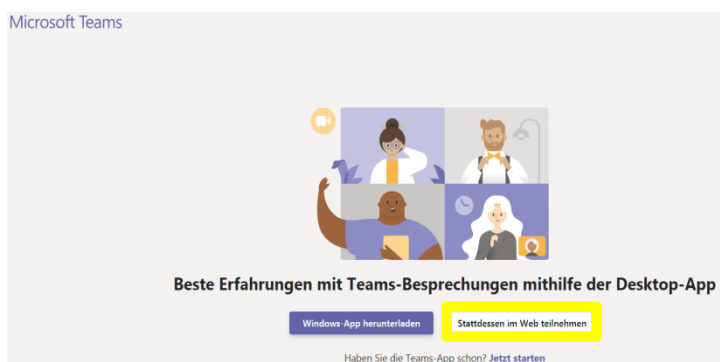 Microsoft Teams
Beste Erfahrungen mit Teams-Besprechungen mithilfe der Desktop-App
Windows-App herunterladen
Stattdessen im Web teilnehmen
Haben Sie die Teams-App schon? Jetzt starten